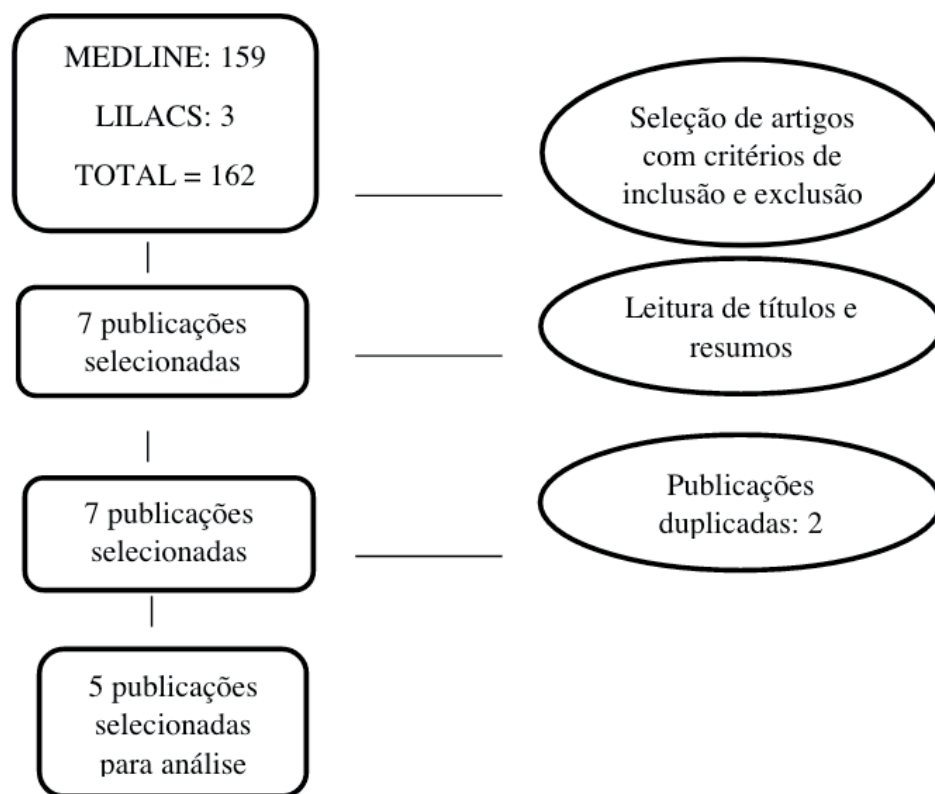 MEDLINE: 159
LILACS: 3
TOTAL = 162
Seleção de artigos
com critérios de
inclusão e exclusão
7 publicações
selecionadas
Leitura de títulos e
resumos
7 publicações
selecionadas
Publicações
duplicadas: 2
5 publicações
selecionadas
para análise